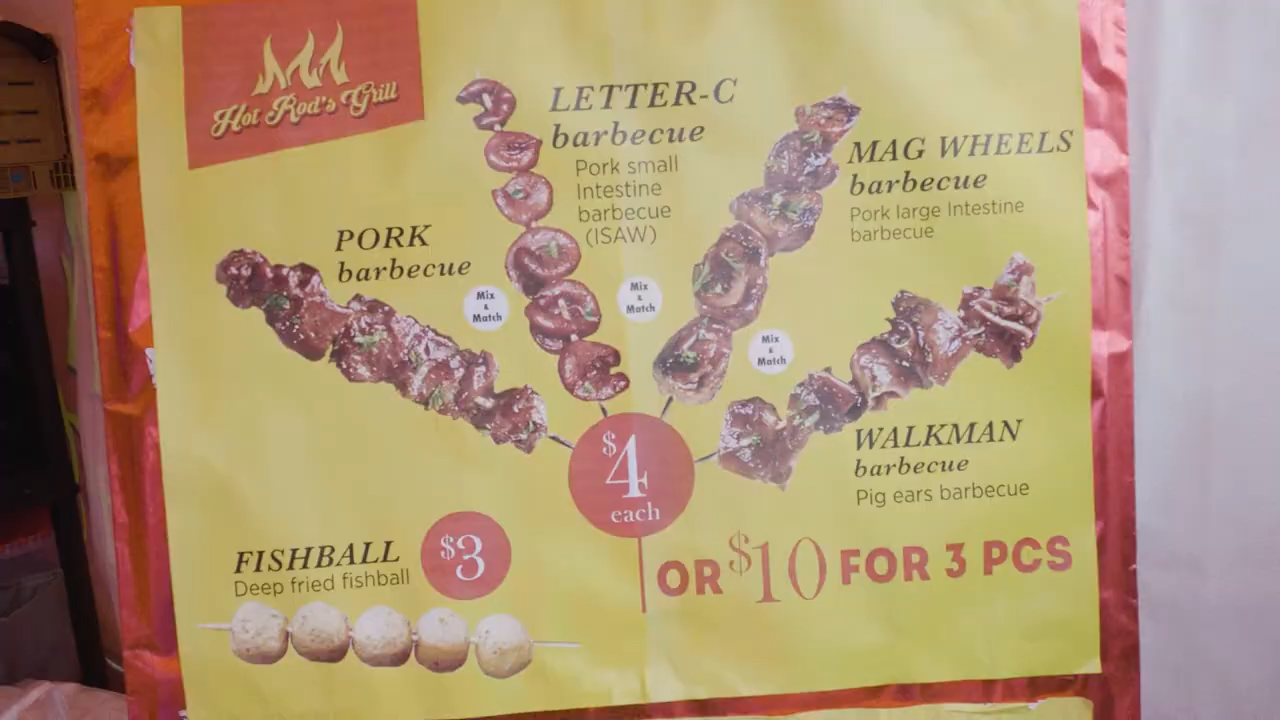 Hot Rod's Grill
LETTER-C
barbecue
Pork small
Intestine
barbecue
(ISAW)
MAG WHEELS
barbecue
Pork large Intestine
barbecue
PORK
barbecue
Mix
&
Match
Mix
&
Match
Mix
&
Match
WALKMAN
barbecue
Pig ears barbecue
$4
each
OR $10 FOR 3 PCS
FISHBALL
Deep fried fishball
$3